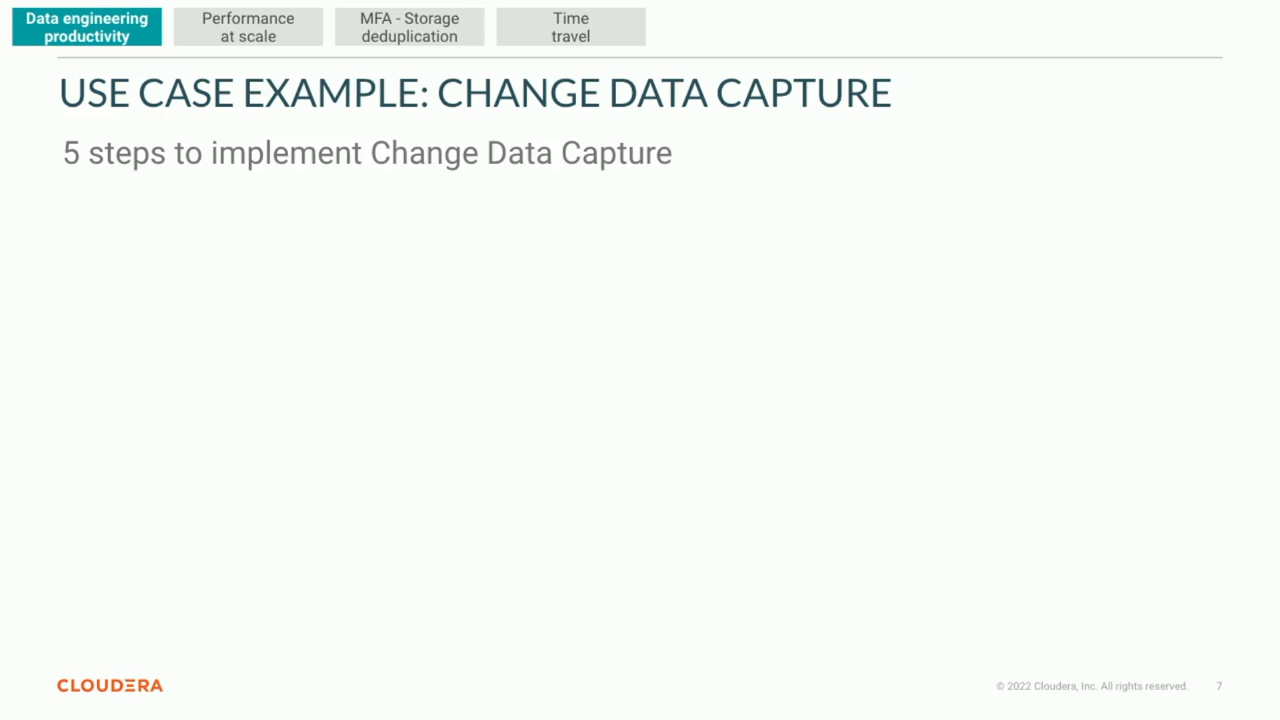 Data engineering
productivity
Performance
at scale
MFA - Storage
deduplication
Time
travel
USE CASE EXAMPLE: CHANGE DATA CAPTURE
5 steps to implement Change Data Capture
CLOUDERA
© 2022 Cloudera, Inc. All rights reserved.
7